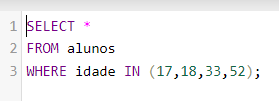 1 SELECT *
2 FROM alunos
3 WHERE idade IN (17,18,33,52);